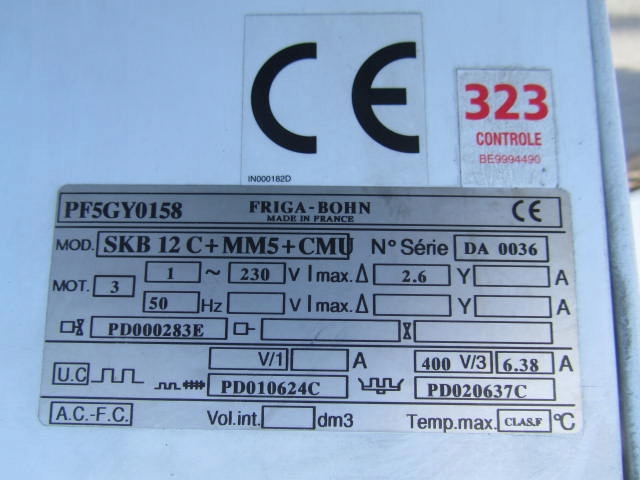 CE
IN000182D
323
CONTROLE
BE9994490
PF5GY0158 FRIGA-BOHN CE
MADE IN FRANCE
MOD. SKB 12 C+MM5+CMU N° Série DA 0036
MOT. 3 1 ~ 230 V I max. Δ 2.6 Y A
50 Hz V I max. Δ Y A
PD000283E
V/1 A 400 V/3 6.38 A
U.C PD010624C PD020637C
A.C.-F.C. Vol.int. dm3 Temp.max. CLAS.F °C